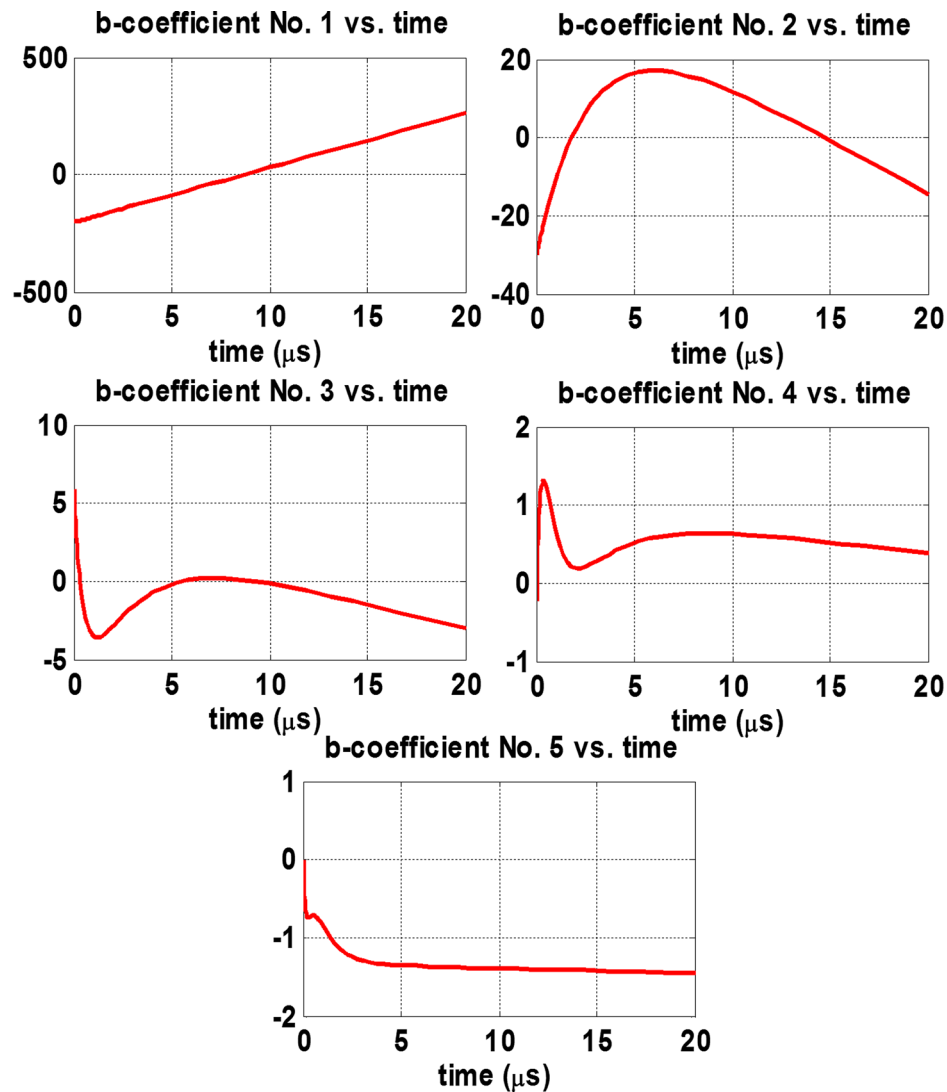 b-coefficient No. 1 vs. time
500
0
-500
0 5 10 15 20
time (μs)
b-coefficient No. 2 vs. time
20
0
-20
-40
0 5 10 15 20
time (μs)
b-coefficient No. 3 vs. time
10
5
0
-5
0 5 10 15 20
time (μs)
b-coefficient No. 4 vs. time
2
1
0
-1
0 5 10 15 20
time (μs)
b-coefficient No. 5 vs. time
1
0
-1
-2
0 5 10 15 20
time (μs)